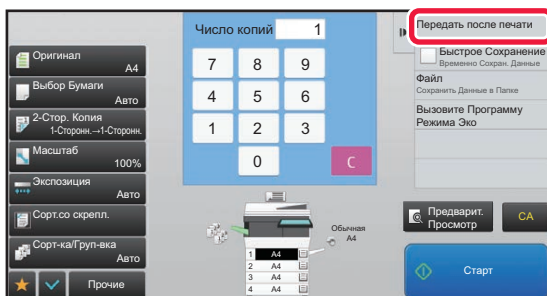 Число копий 1
Передать после печати
Быстрое Сохранение
Временно Сохран. Данные
Файл
Сохранить Данные в Папке
Вызовите Программу
Режима Эко
Оригинал
A4
Выбор Бумаги
Авто
2-Стор. Копия
1-Сторонн.→1-Сторонн.
Масштаб
100%
Экспозиция
Авто
Сорт.со скрепл.
Сорт-ка/Груп-вка
Авто
Прочие
7 8 9
4 5 6
1 2 3
0 C
Обычная
A4
1 A4
2 A4
3 A4
4 A4
Предварит.
Просмотр
CA
Старт